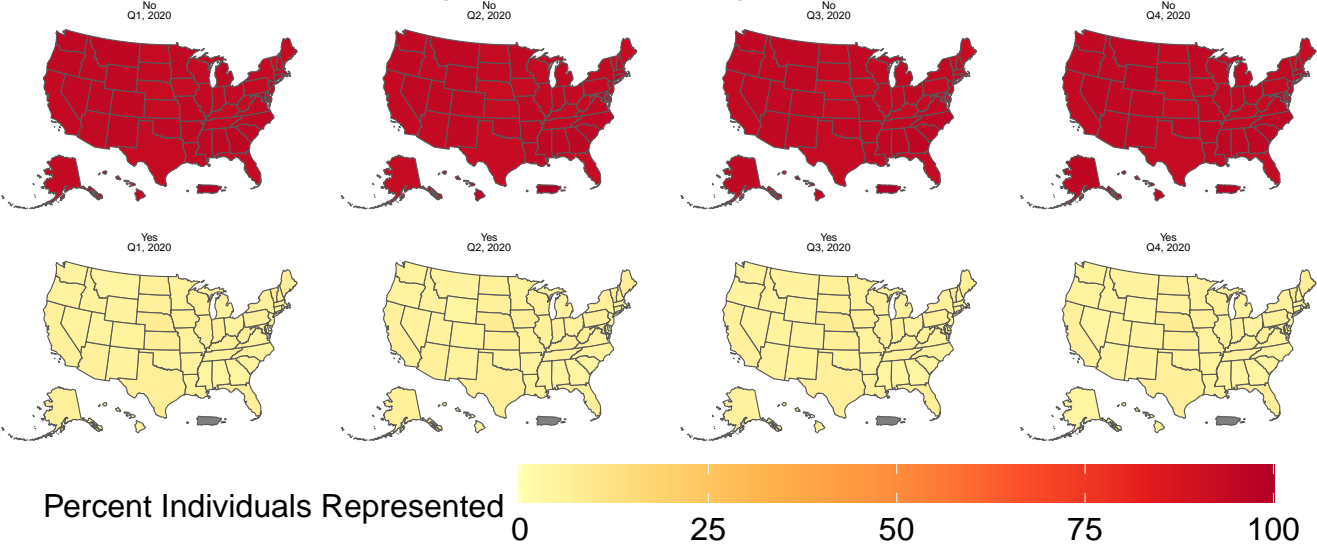 No
Q1, 2020
No
Q2, 2020
No
Q3, 2020
No
Q4, 2020
Yes
Q1, 2020
Yes
Q2, 2020
Yes
Q3, 2020
Yes
Q4, 2020
Percent Individuals Represented
0 25 50 75 100